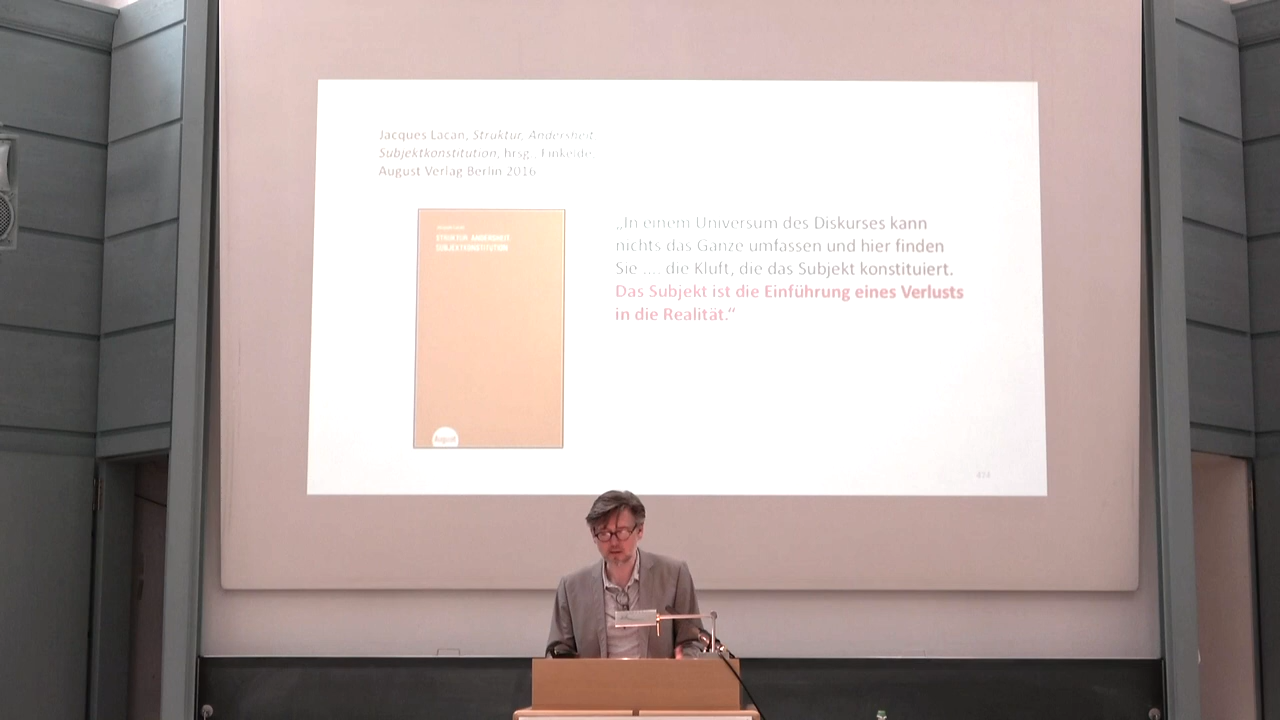 Jacques Lacan, Struktur, Andersheit
Subjektkonstitution, hrsg., Finkelde,
August Verlag Berlin 2016
STRUKTUR ANDERSHEIT
SUBJEKTKONSTITUTION
August
„In einem Universum des Diskurses kann
nichts das Ganze umfassen und hier finden
Sie .... die Kluft, die das Subjekt konstituiert.
Das Subjekt ist die Einführung eines Verlusts
in die Realität.“